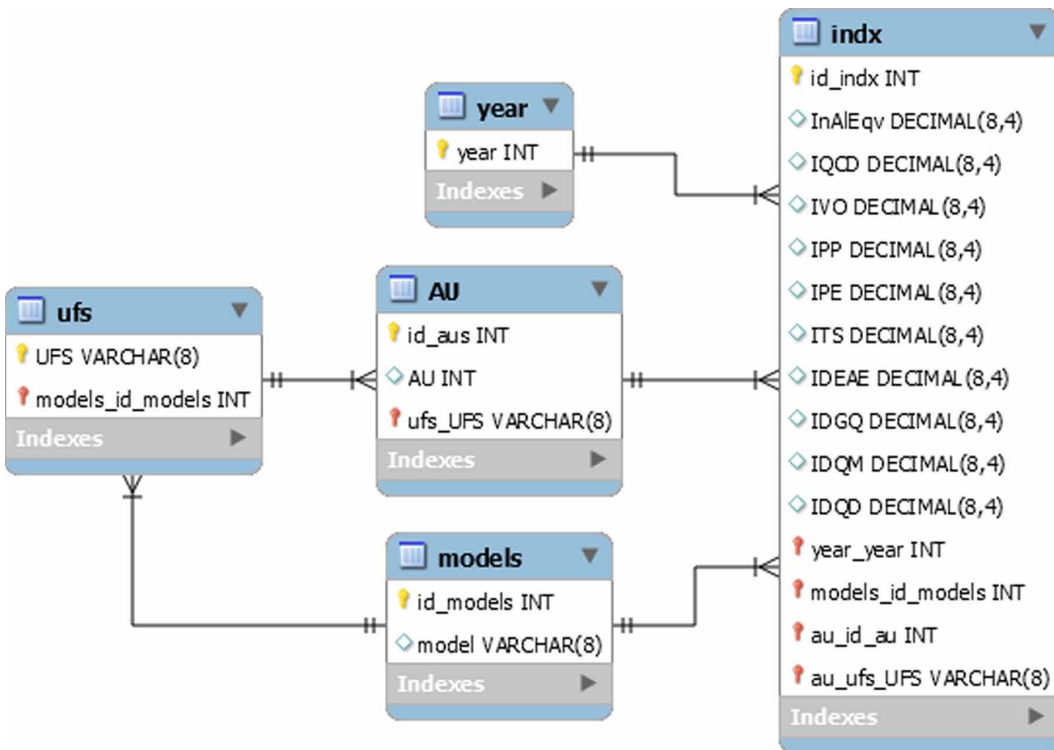 year
year INT
Indexes
ufs
UFS VARCHAR(8)
models_id_models INT
Indexes
AU
id_aus INT
AU INT
ufs_UFS VARCHAR(8)
Indexes
models
id_models INT
model VARCHAR(8)
Indexes
indx
id_indx INT
InAlEqv DECIMAL(8,4)
IQCD DECIMAL(8,4)
IVO DECIMAL(8,4)
IPP DECIMAL(8,4)
IPE DECIMAL(8,4)
ITS DECIMAL(8,4)
IDEAE DECIMAL(8,4)
IDGQ DECIMAL(8,4)
IDQM DECIMAL(8,4)
IDQD DECIMAL(8,4)
year_year INT
models_id_models INT
au_id_au INT
au_ufs_UFS VARCHAR(8)
Indexes